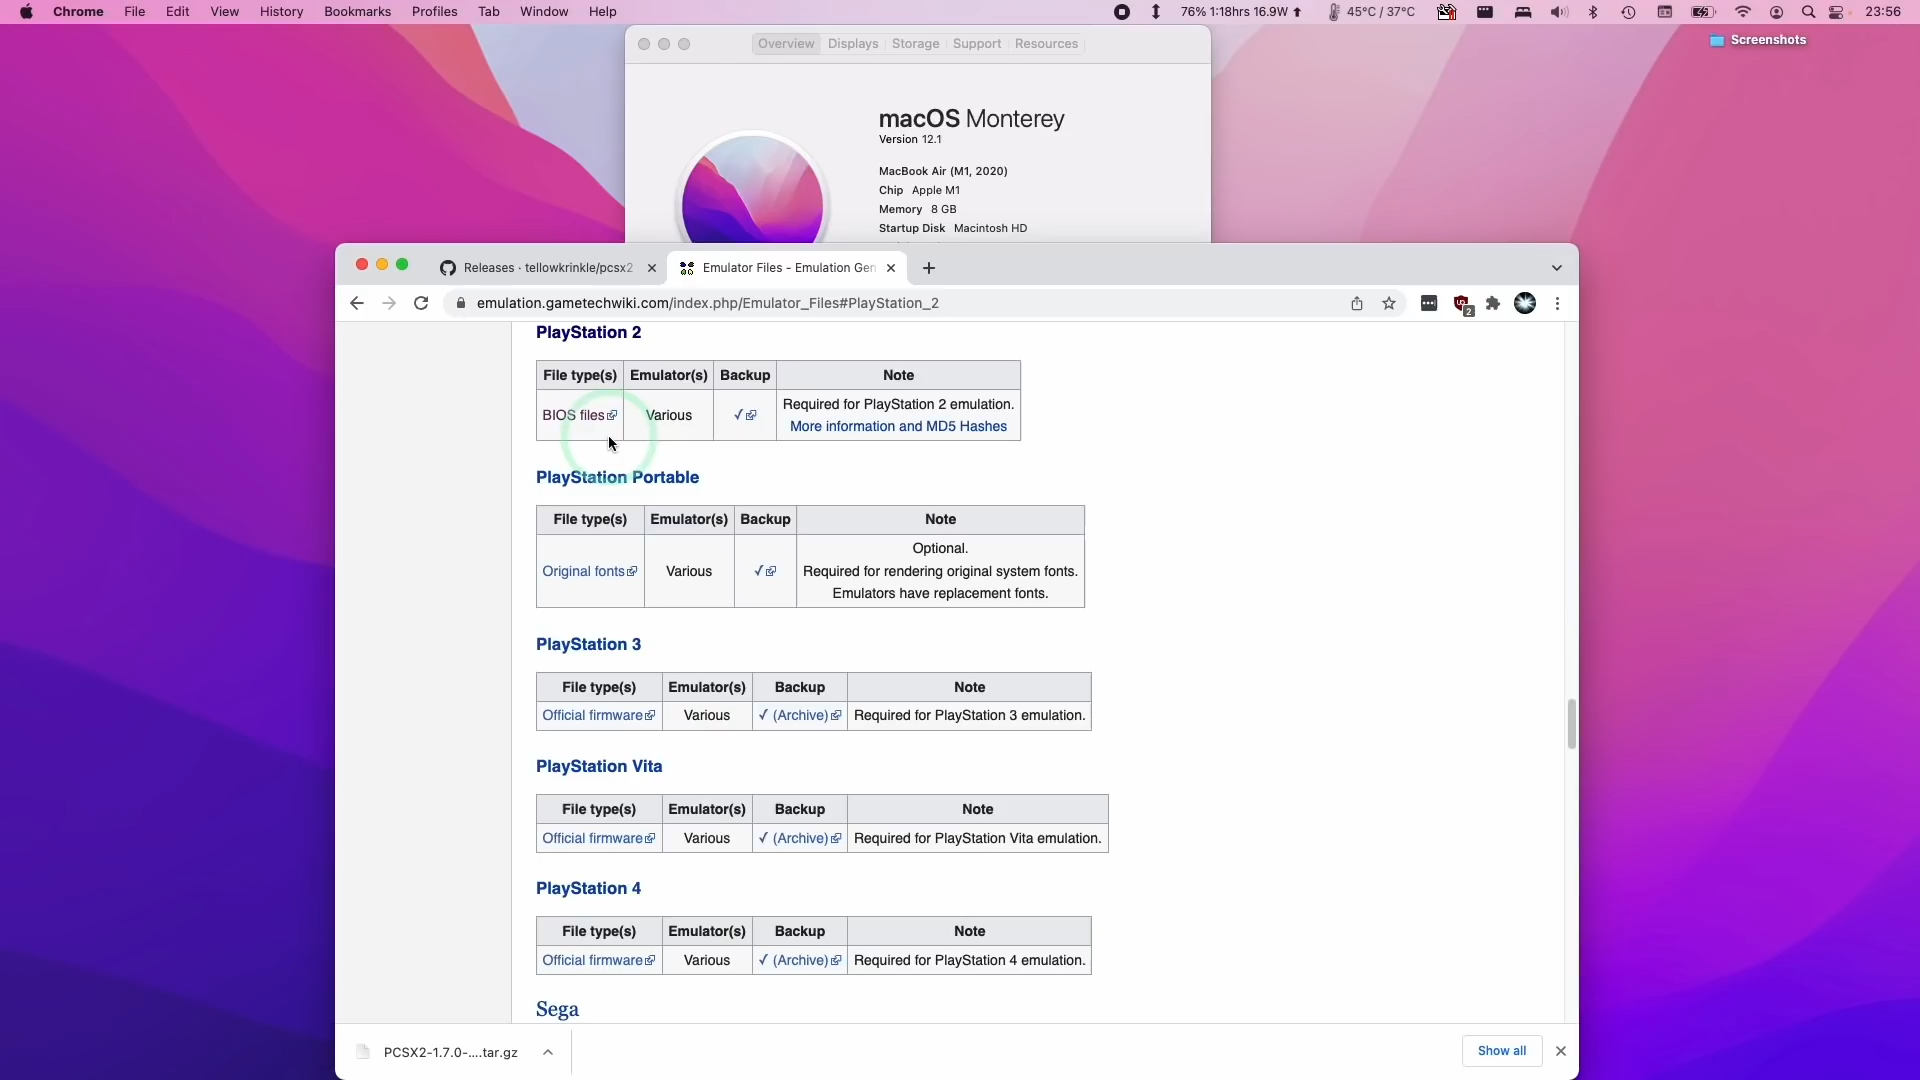 Chrome File Edit View History Bookmarks Profiles Tab Window Help
76% 1:18hrs 16.9W 45°C / 37°C 23:56
Screenshots
Overview Displays Storage Support Resources
macOS Monterey
Version 12.1
MacBook Air (M1, 2020)
Chip Apple M1
Memory 8 GB
Startup Disk Macintosh HD
Releases · tellowkrinkle/pcsx2
Emulator Files - Emulation Gen
emulation.gametechwiki.com/index.php/Emulator_Files#PlayStation_2
2
PlayStation 2
File type(s) Emulator(s) Backup Note
BIOS files Various ✓ Required for PlayStation 2 emulation.
More information and MD5 Hashes
PlayStation Portable
File type(s) Emulator(s) Backup Note
Optional.
Original fonts Various ✓ Required for rendering original system fonts.
Emulators have replacement fonts.
PlayStation 3
File type(s) Emulator(s) Backup Note
Official firmware Various ✓ (Archive) Required for PlayStation 3 emulation.
PlayStation Vita
File type(s) Emulator(s) Backup Note
Official firmware Various ✓ (Archive) Required for PlayStation Vita emulation.
PlayStation 4
File type(s) Emulator(s) Backup Note
Official firmware Various ✓ (Archive) Required for PlayStation 4 emulation.
Sega
PCSX2-1.7.0-....tar.gz
Show all